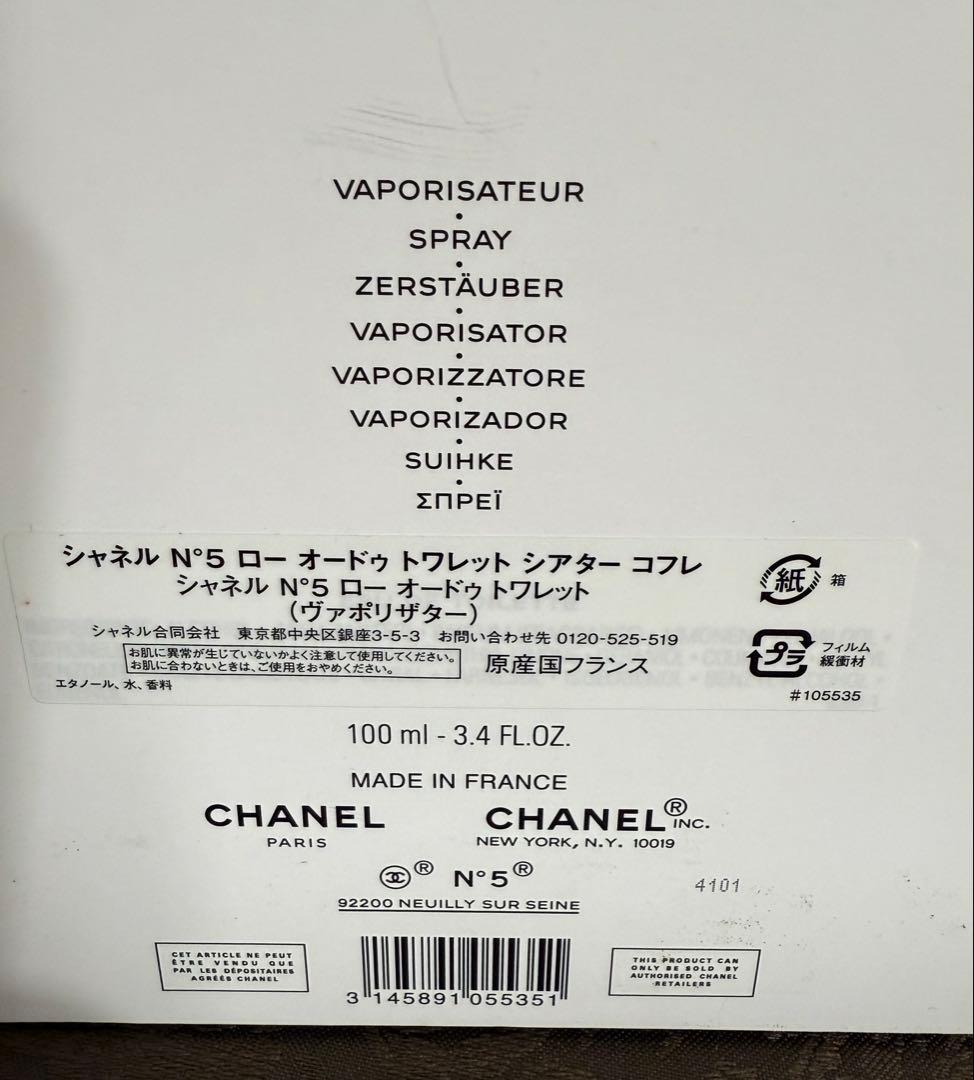 VAPORISATEUR
•
SPRAY
•
ZERSTÄUBER
•
VAPORISATOR
•
VAPORIZZATORE
•
VAPORIZADOR
•
SUIHKE
•
ΣΠΡΕΪ
シャネル N°5 ロー オードゥ トワレット シアター コフレ
シャネル N°5 ロー オードゥ トワレット
（ヴァポリザター）
シャネル合同会社 東京都中央区銀座3-5-3 お問い合わせ先 0120-525-519
お肌に異常が生じていないかよく注意して使用してください。
お肌に合わないときは、ご使用をおやめください。
原産国フランス
エタノール、水、香料
紙 箱
プラ フィルム
緩衝材
#105535
100 ml - 3.4 FL.OZ.
MADE IN FRANCE
CHANEL
PARIS
CHANEL® INC.
NEW YORK, N.Y. 10019
® N°5®
92200 NEUILLY SUR SEINE
4101
CET ARTICLE NE PEUT
ÊTRE VENDU QUE
PAR LES DÉPOSITAIRES
AGRÉÉS CHANEL
3 145891 055351
THIS PRODUCT CAN
ONLY BE SOLD BY
AUTHORISED CHANEL
RETAILERS